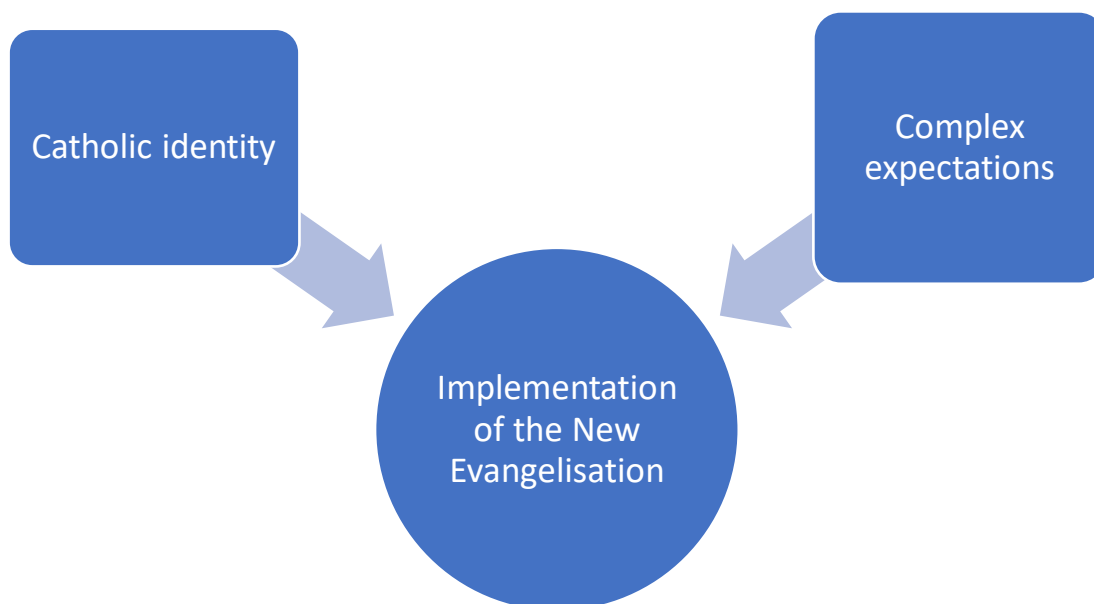 Catholic identity
Complex
expectations
Implementation
of the New
Evangelisation